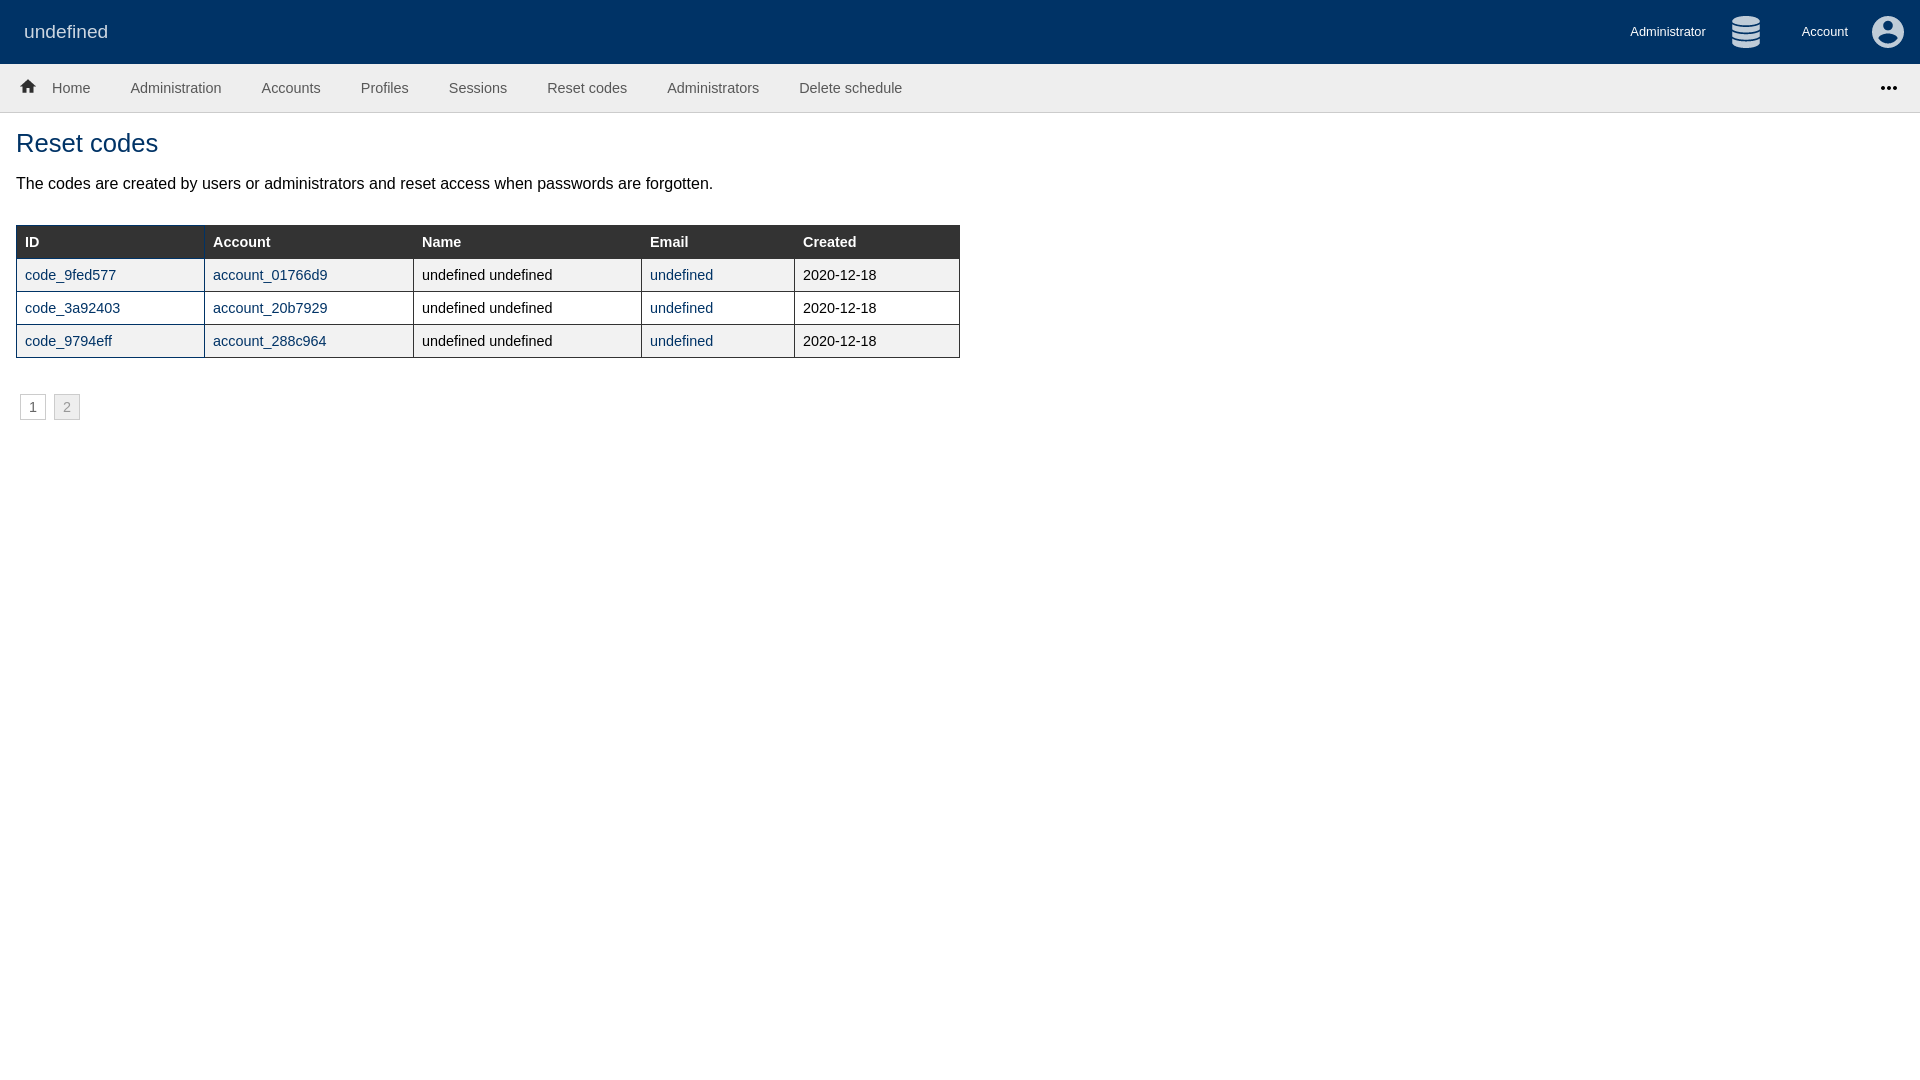 undefined
Administrator
Account
Home
Administration
Accounts
Profiles
Sessions
Reset codes
Administrators
Delete schedule
Reset codes
The codes are created by users or administrators and reset access when passwords are forgotten.
ID Account Name Email Created
code_9fed577 account_01766d9 undefined undefined undefined 2020-12-18
code_3a92403 account_20b7929 undefined undefined undefined 2020-12-18
code_9794eff account_288c964 undefined undefined undefined 2020-12-18
1 2